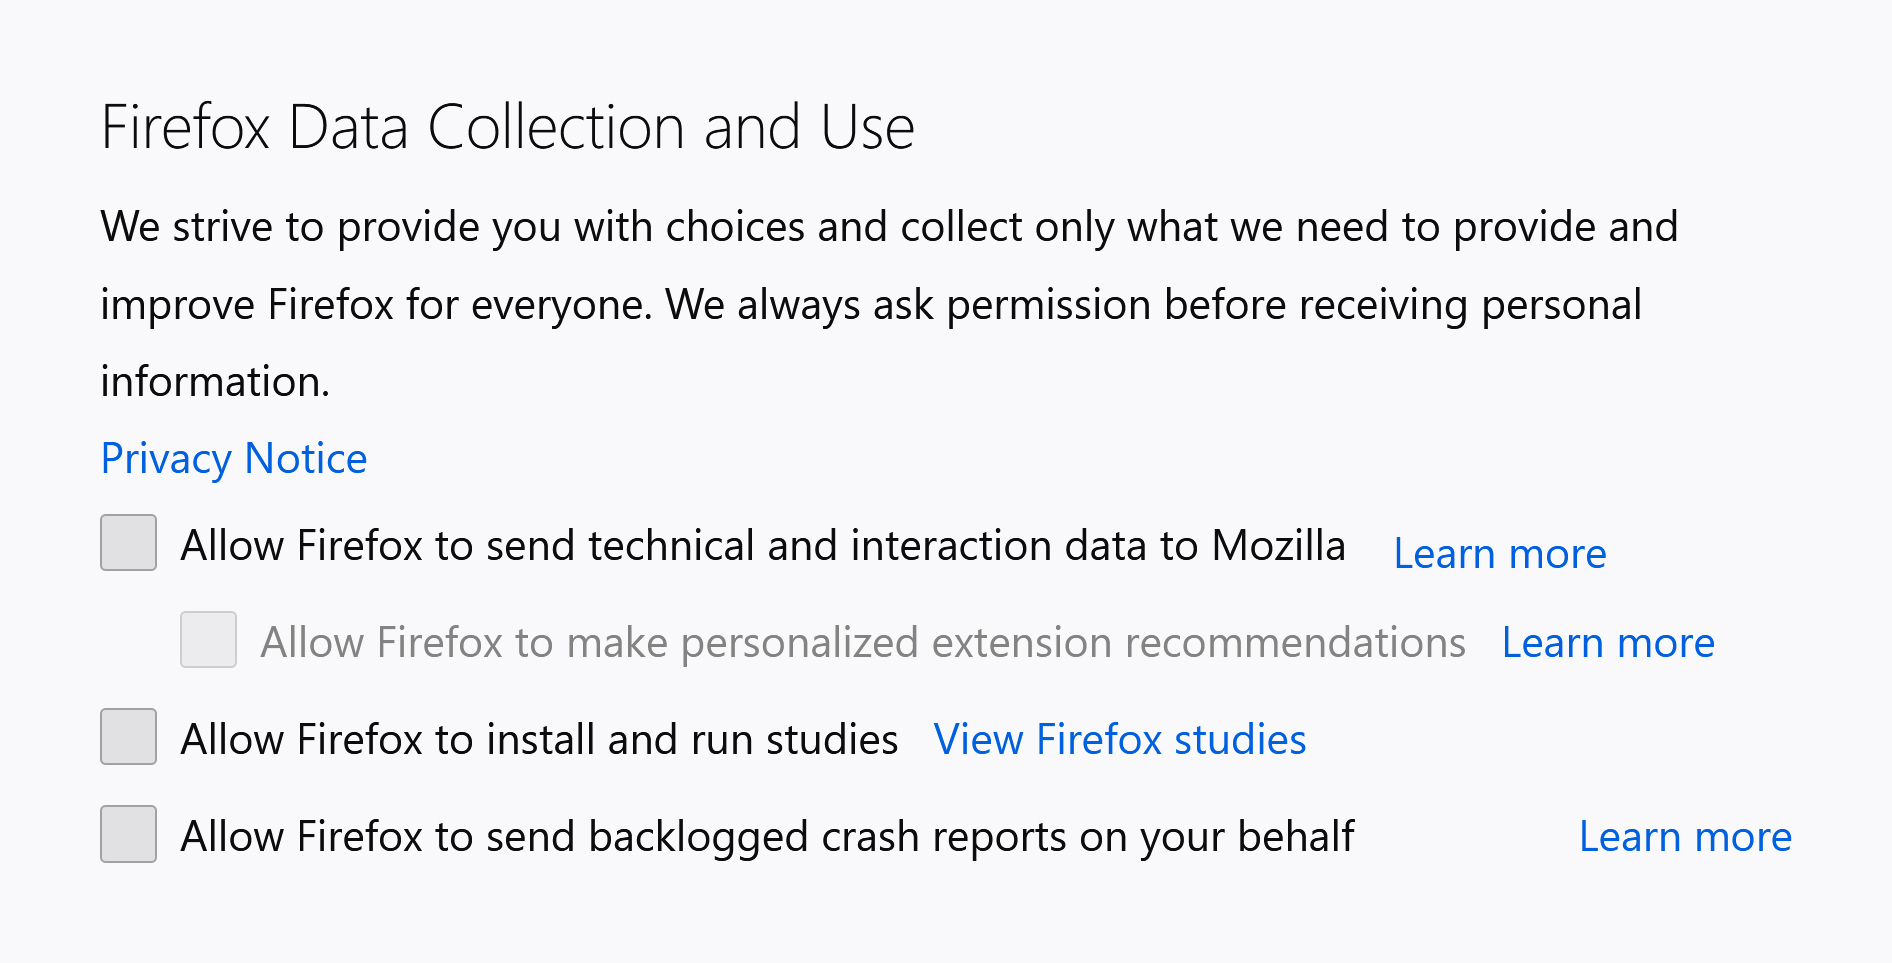 Firefox Data Collection and Use
We strive to provide you with choices and collect only what we need to provide and
improve Firefox for everyone. We always ask permission before receiving personal
information.
Privacy Notice
Allow Firefox to send technical and interaction data to Mozilla Learn more
Allow Firefox to make personalized extension recommendations Learn more
Allow Firefox to install and run studies View Firefox studies
Allow Firefox to send backlogged crash reports on your behalf Learn more